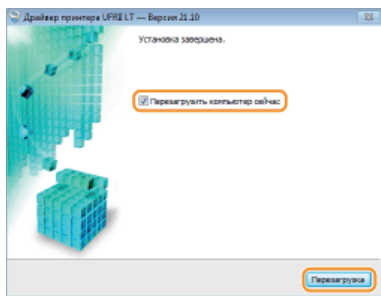 Драйвер принтера UFRII LT — Версия 21.10
Установка завершена.
Перезагрузить компьютер сейчас
Перезагрузка